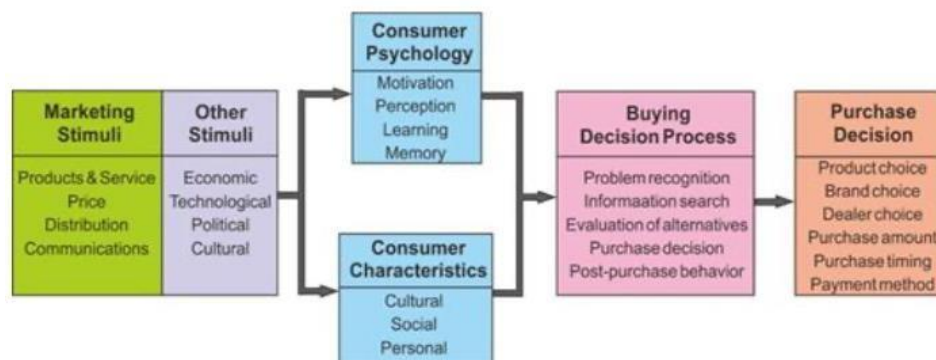 Marketing
Stimuli
Products & Service
Price
Distribution
Communications
Other
Stimuli
Economic
Technological
Political
Cultural
Consumer
Psychology
Motivation
Perception
Learning
Memory
Consumer
Characteristics
Cultural
Social
Personal
Buying
Decision Process
Problem recognition
Informaation search
Evaluation of alternatives
Purchase decision
Post-purchase behavior
Purchase
Decision
Product choice
Brand choice
Dealer choice
Purchase amount
Purchase timing
Payment method